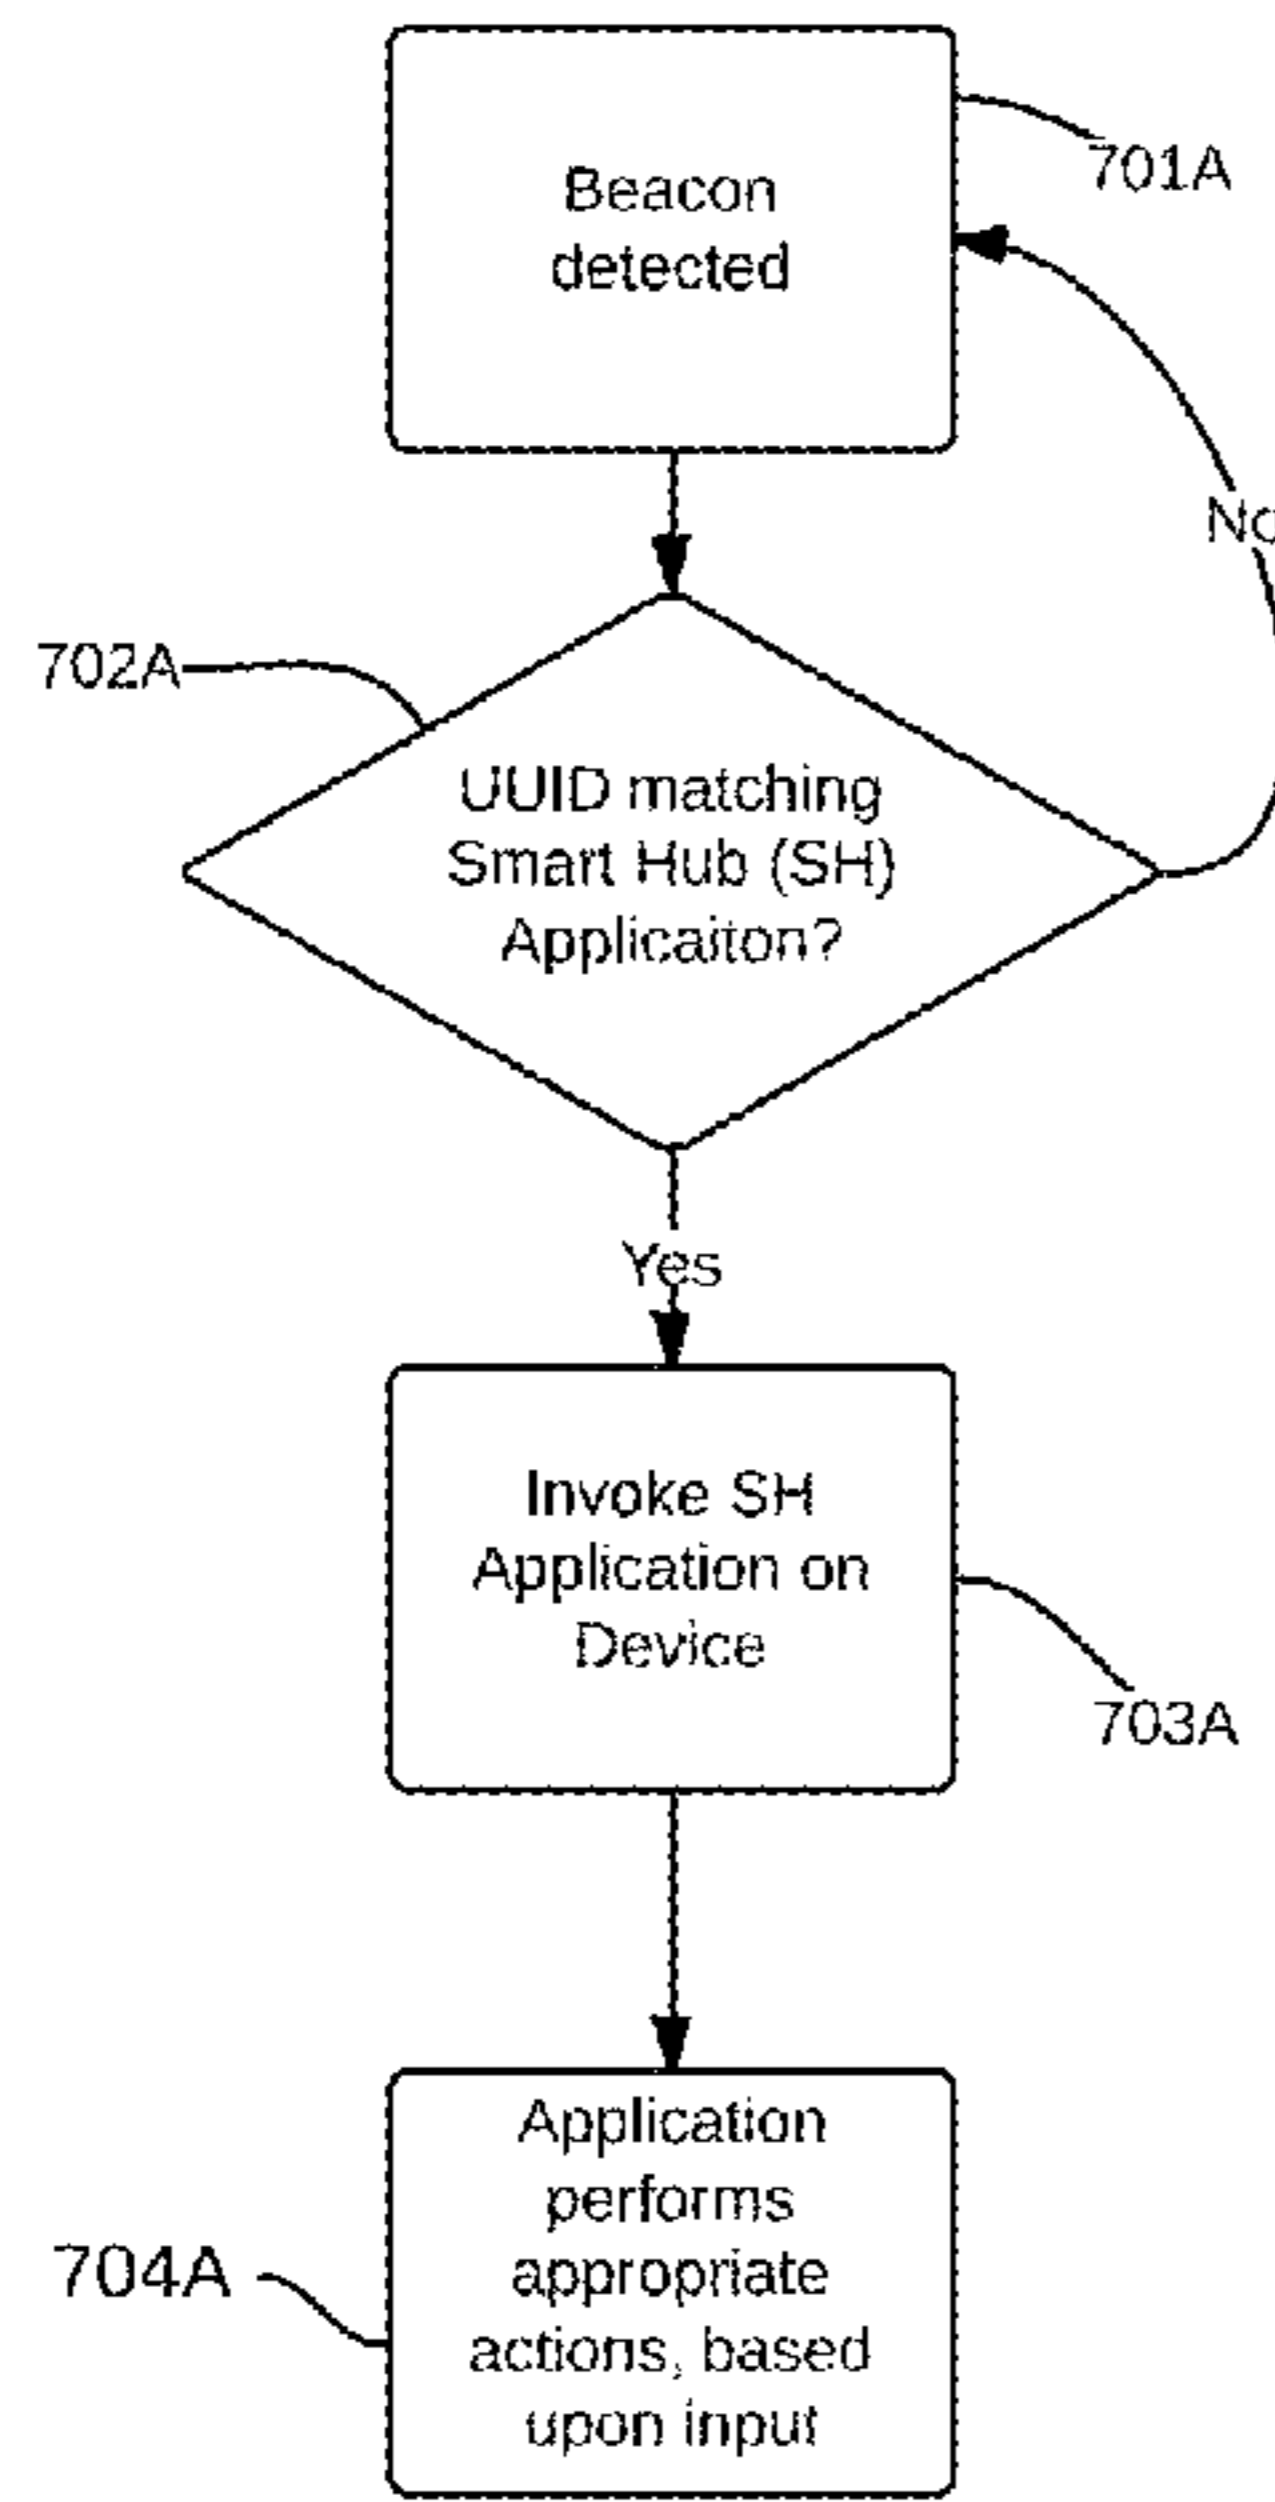 Beacon
detected
701A
No
702A
UUID matching
Smart Hub (SH)
Applicaiton?
Yes
Invoke SH
Application on
Device
703A
Application
performs
appropriate
704A
actions, based
upon input